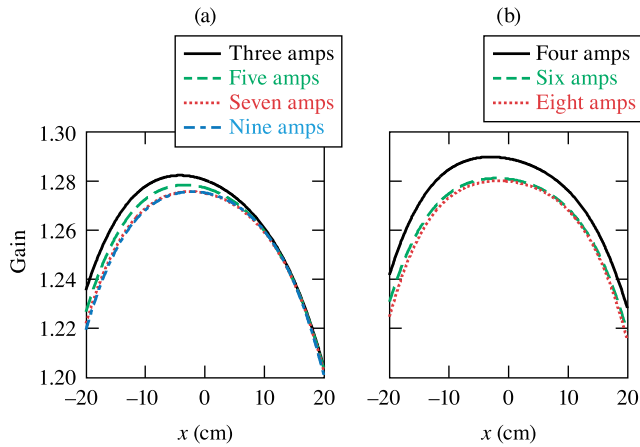 (a)
Three amps
Five amps
Seven amps
Nine amps
Gain
1.30
1.28
1.26
1.24
1.22
1.20
−20 −10 0 10 20
x (cm)
(b)
Four amps
Six amps
Eight amps
−20 −10 0 10 20
x (cm)